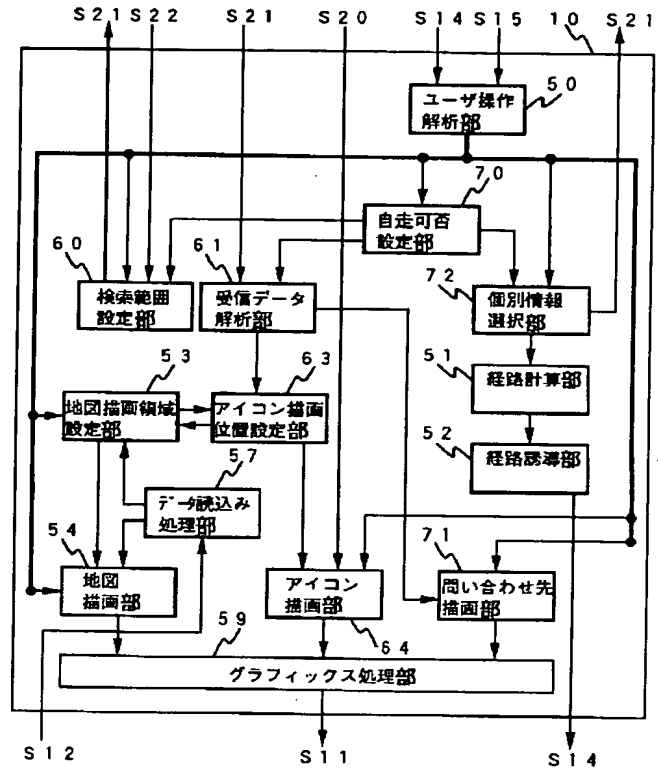 S21 S22 S21 S20 S14 S15 10 S21
50
ユーザ操作
解析部
70
自走可否
設定部
60
検索範囲
設定部
61
受信データ
解析部
72
個別情報
選択部
53
地図描画領域
設定部
63
アイコン描画
位置設定部
51
経路計算部
57
データ読込み
処理部
52
経路誘導部
54
地図
描画部
アイコン
描画部
64
71
問い合わせ先
描画部
59
グラフィックス処理部
S12 S11 S14